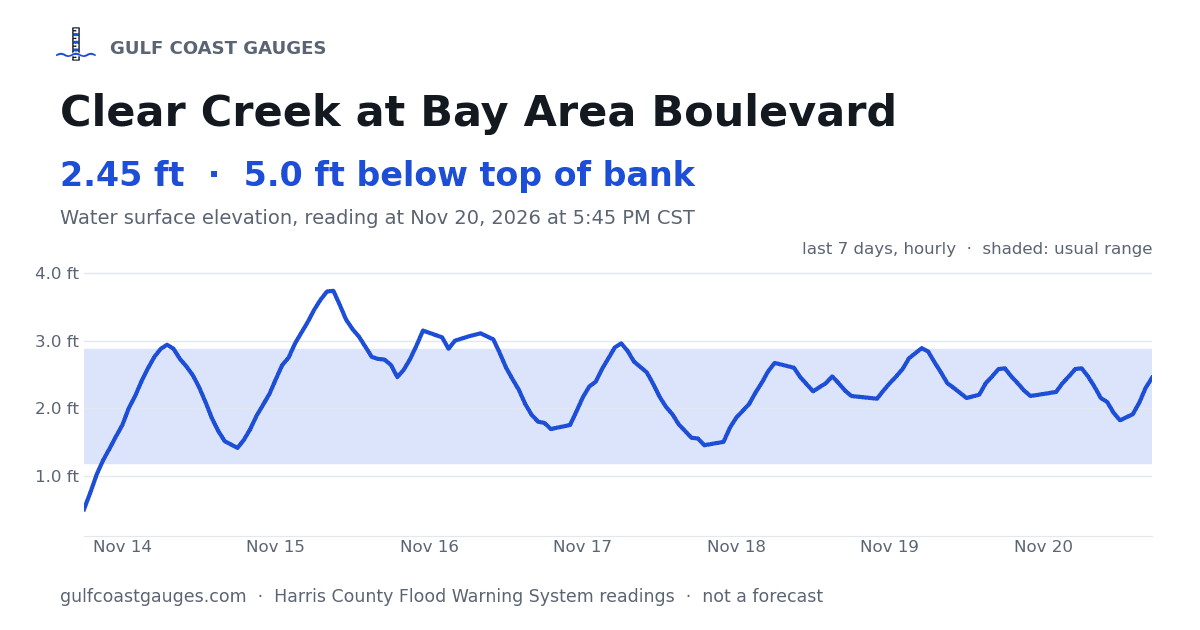 GULF COAST GAUGES
Clear Creek at Bay Area Boulevard
2.45 ft · 5.0 ft below top of bank
Water surface elevation, reading at Nov 20, 2026 at 5:45 PM CST
last 7 days, hourly · shaded: usual range
4.0 ft
3.0 ft
2.0 ft
1.0 ft
Nov 14 Nov 15 Nov 16 Nov 17 Nov 18 Nov 19 Nov 20
gulfcoastgauges.com · Harris County Flood Warning System readings · not a forecast